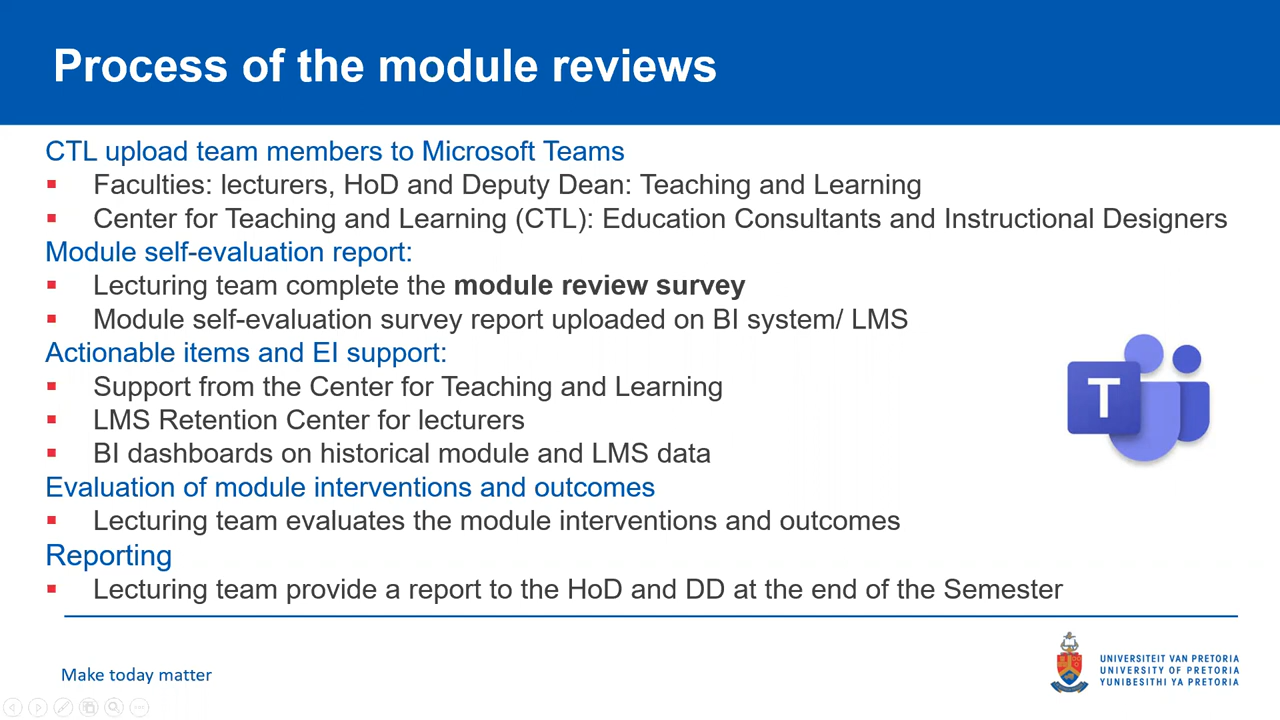 Process of the module reviews
CTL upload team members to Microsoft Teams
Faculties: lecturers, HoD and Deputy Dean: Teaching and Learning
Center for Teaching and Learning (CTL): Education Consultants and Instructional Designers
Module self-evaluation report:
Lecturing team complete the module review survey
Module self-evaluation survey report uploaded on BI system/ LMS
Actionable items and EI support:
Support from the Center for Teaching and Learning
LMS Retention Center for lecturers
BI dashboards on historical module and LMS data
T
Evaluation of module interventions and outcomes
Lecturing team evaluates the module interventions and outcomes
Reporting
Lecturing team provide a report to the HoD and DD at the end of the Semester
Make today matter
UNIVERSITEIT VAN PRETORIA
UNIVERSITY OF PRETORIA
YUNIBESITHI YA PRETORIA